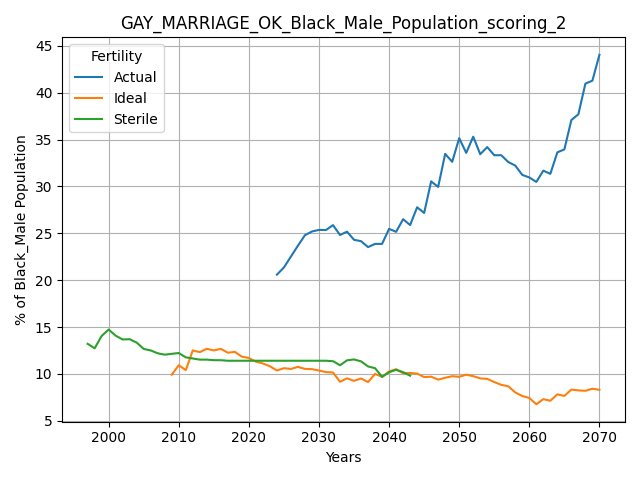 GAY_MARRIAGE_OK_Black_Male_Population_scoring_2
Fertility
Actual
Ideal
Sterile
% of Black_Male Population
45
40
35
30
25
20
15
10
5
2000 2010 2020 2030 2040 2050 2060 2070
Years